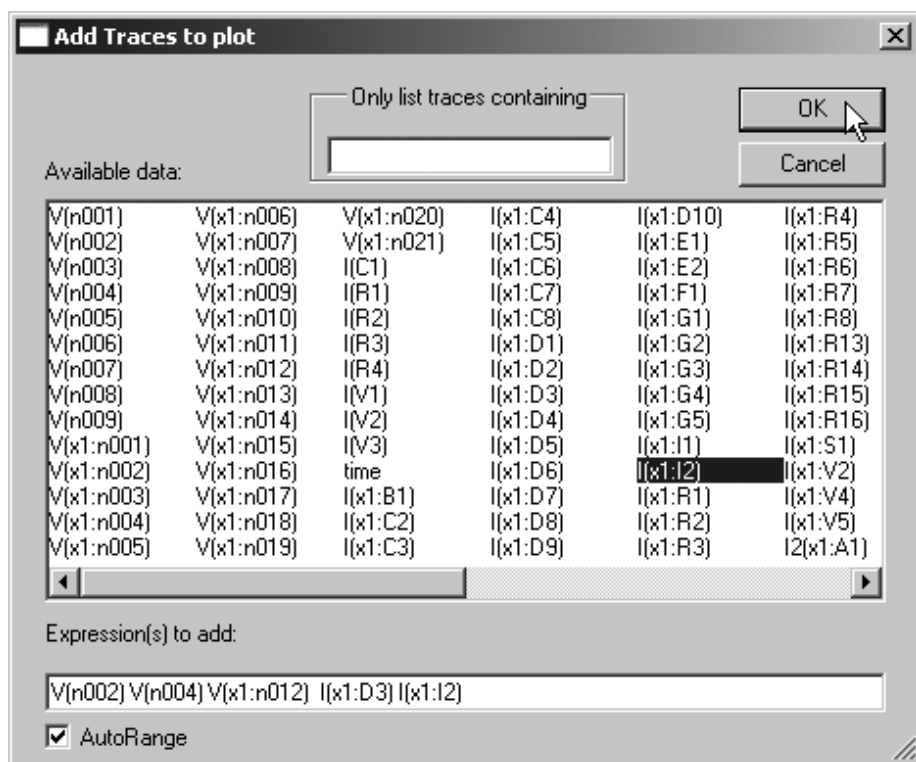 Add Traces to plot
Only list traces containing
OK
Cancel
Available data:
V(n001) V(x1:n006) V(x1:n020) I(x1:C4) I(x1:D10) I(x1:R4)
V(n002) V(x1:n007) V(x1:n021) I(x1:C5) I(x1:E1) I(x1:R5)
V(n003) V(x1:n008) I(C1) I(x1:C6) I(x1:E2) I(x1:R6)
V(n004) V(x1:n009) I(R1) I(x1:C7) I(x1:F1) I(x1:R7)
V(n005) V(x1:n010) I(R2) I(x1:C8) I(x1:G1) I(x1:R8)
V(n006) V(x1:n011) I(R3) I(x1:D1) I(x1:G2) I(x1:R13)
V(n007) V(x1:n012) I(R4) I(x1:D2) I(x1:G3) I(x1:R14)
V(n008) V(x1:n013) I(V1) I(x1:D3) I(x1:G4) I(x1:R15)
V(n009) V(x1:n014) I(V2) I(x1:D4) I(x1:G5) I(x1:R16)
V(x1:n001) V(x1:n015) I(V3) I(x1:D5) I(x1:I1) I(x1:S1)
V(x1:n002) V(x1:n016) time I(x1:D6) I(x1:I2) I(x1:V2)
V(x1:n003) V(x1:n017) I(x1:B1) I(x1:D7) I(x1:R1) I(x1:V4)
V(x1:n004) V(x1:n018) I(x1:C2) I(x1:D8) I(x1:R2) I(x1:V5)
V(x1:n005) V(x1:n019) I(x1:C3) I(x1:D9) I(x1:R3) I2(x1:A1)
Expression(s) to add:
V(n002) V(n004) V(x1:n012) I(x1:D3) I(x1:I2)
AutoRange